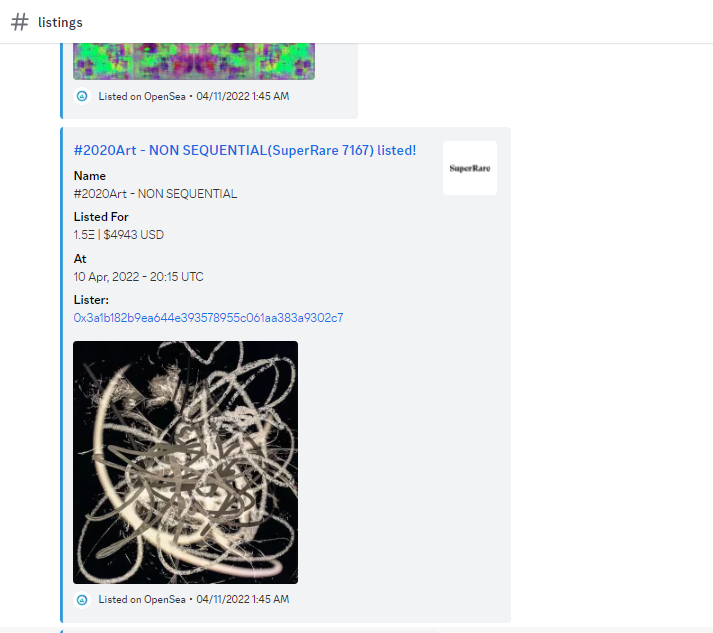 # listings
Listed on OpenSea • 04/11/2022 1:45 AM
#2020Art - NON SEQUENTIAL(SuperRare 7167) listed!
SuperRare
Name
#2020Art - NON SEQUENTIAL
Listed For
1.5Ξ | $4943 USD
At
10 Apr, 2022 - 20:15 UTC
Lister:
0x3a1b182b9ea644e393578955c061aa383a9302c7
Listed on OpenSea • 04/11/2022 1:45 AM